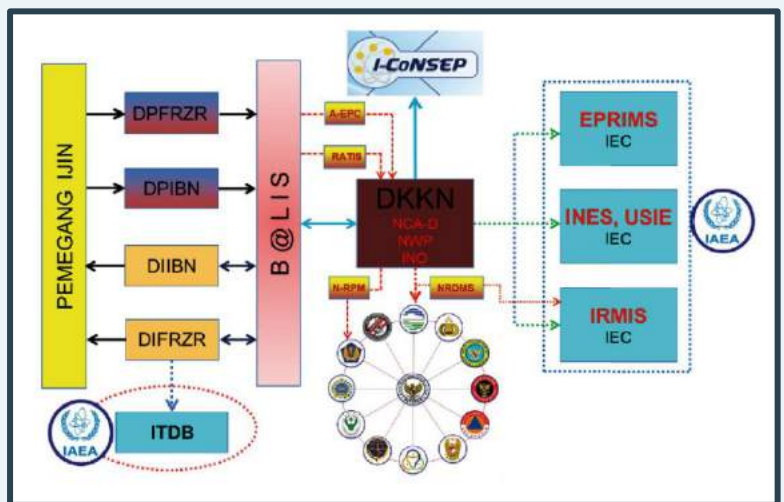 I-CoNSEP
PEMEGANG IJIN
DPFRZR
DPIBN
DIIBN
DIFRZR
B@LIS
A-EPC
RATIS
DKKN
NCA-D
NWP
INO
N-RPM
NRDMS
EPRIMS
IEC
INES, USIE
IEC
IRMIS
IEC
IAEA
IAEA
ITDB